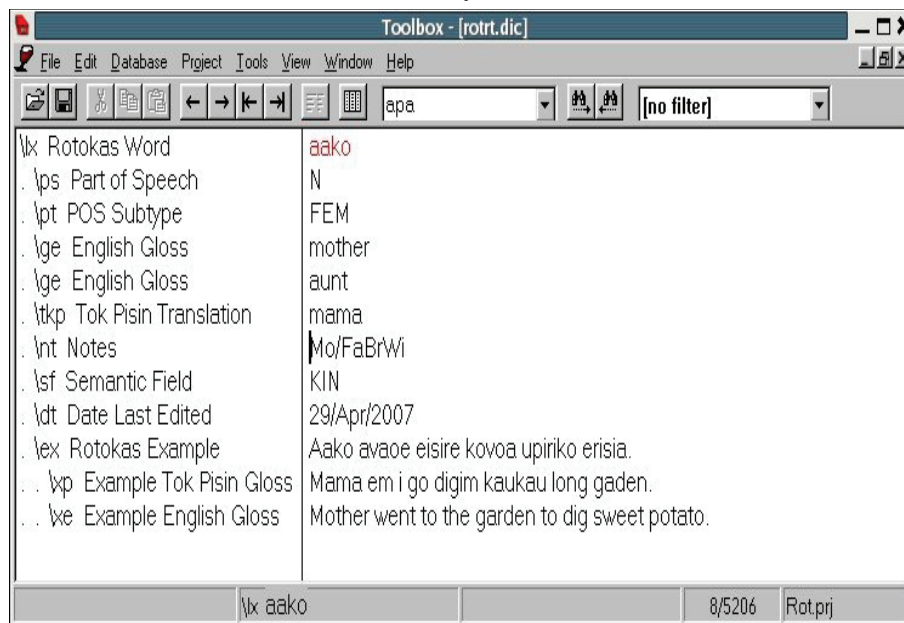 Toolbox - [rotrt.dic]
File Edit Database Project Tools View Window Help
apa [no filter]
\lx Rotokas Word aako
. \ps Part of Speech N
. \pt POS Subtype FEM
. \ge English Gloss mother
. \ge English Gloss aunt
. \tkp Tok Pisin Translation mama
. \nt Notes Mo/FaBrWi
. \sf Semantic Field KIN
. \dt Date Last Edited 29/Apr/2007
. \ex Rotokas Example Aako avaoe eisire kovoa upiriko erisia.
. . \xp Example Tok Pisin Gloss Mama em i go digim kaukau long gaden.
. . \xe Example English Gloss Mother went to the garden to dig sweet potato.
\lx aako 8/5206 Rot.prj